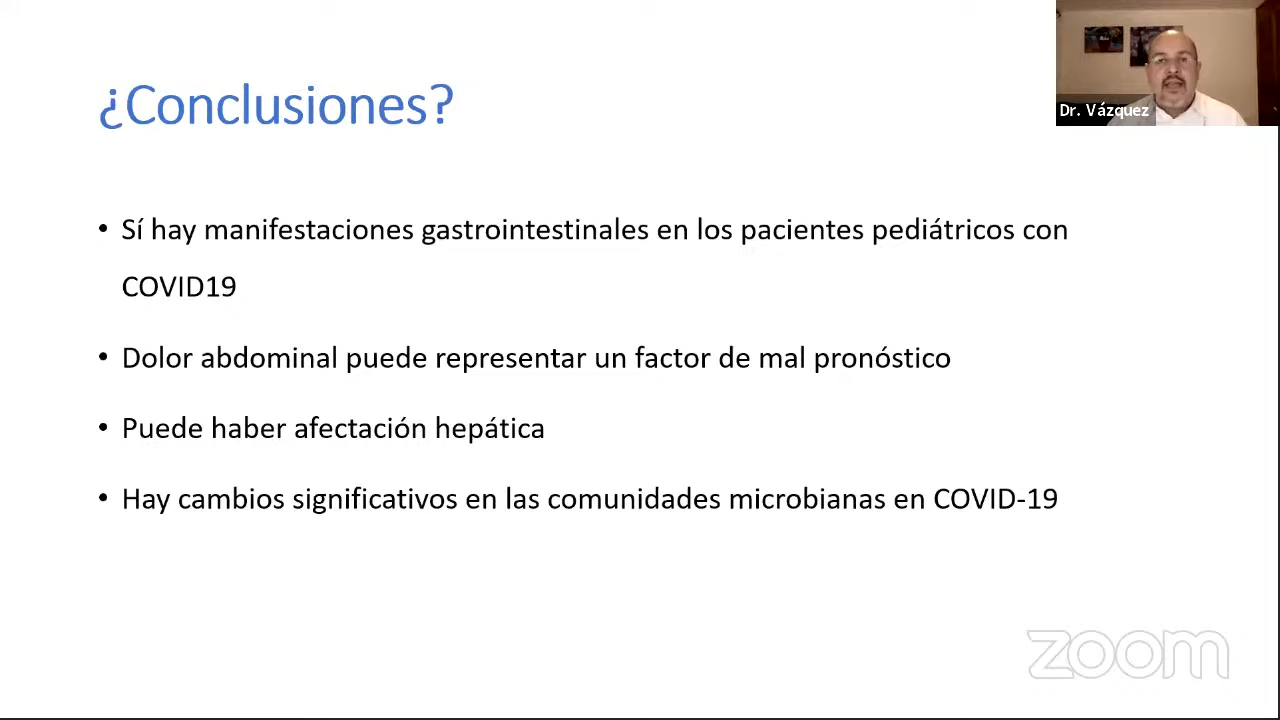 ¿Conclusiones?
Dr. Vázquez
• Sí hay manifestaciones gastrointestinales en los pacientes pediátricos con
COVID19
• Dolor abdominal puede representar un factor de mal pronóstico
• Puede haber afectación hepática
• Hay cambios significativos en las comunidades microbianas en COVID-19
zoom